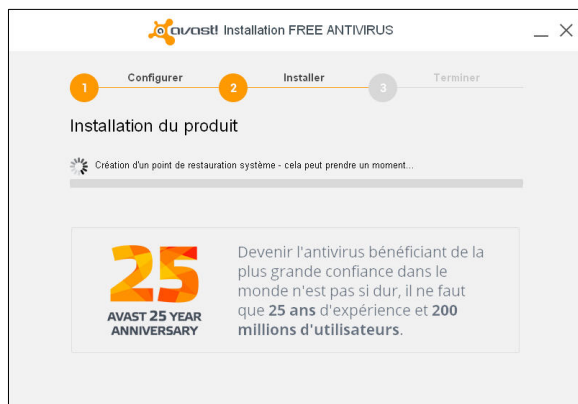 avast! Installation FREE ANTIVIRUS
1 Configurer 2 Installer 3 Terminer
Installation du produit
Création d'un point de restauration système - cela peut prendre un moment...
25
AVAST 25 YEAR
ANNIVERSARY
Devenir l'antivirus bénéficiant de la
plus grande confiance dans le
monde n'est pas si dur, il ne faut
que 25 ans d'expérience et 200
millions d'utilisateurs.